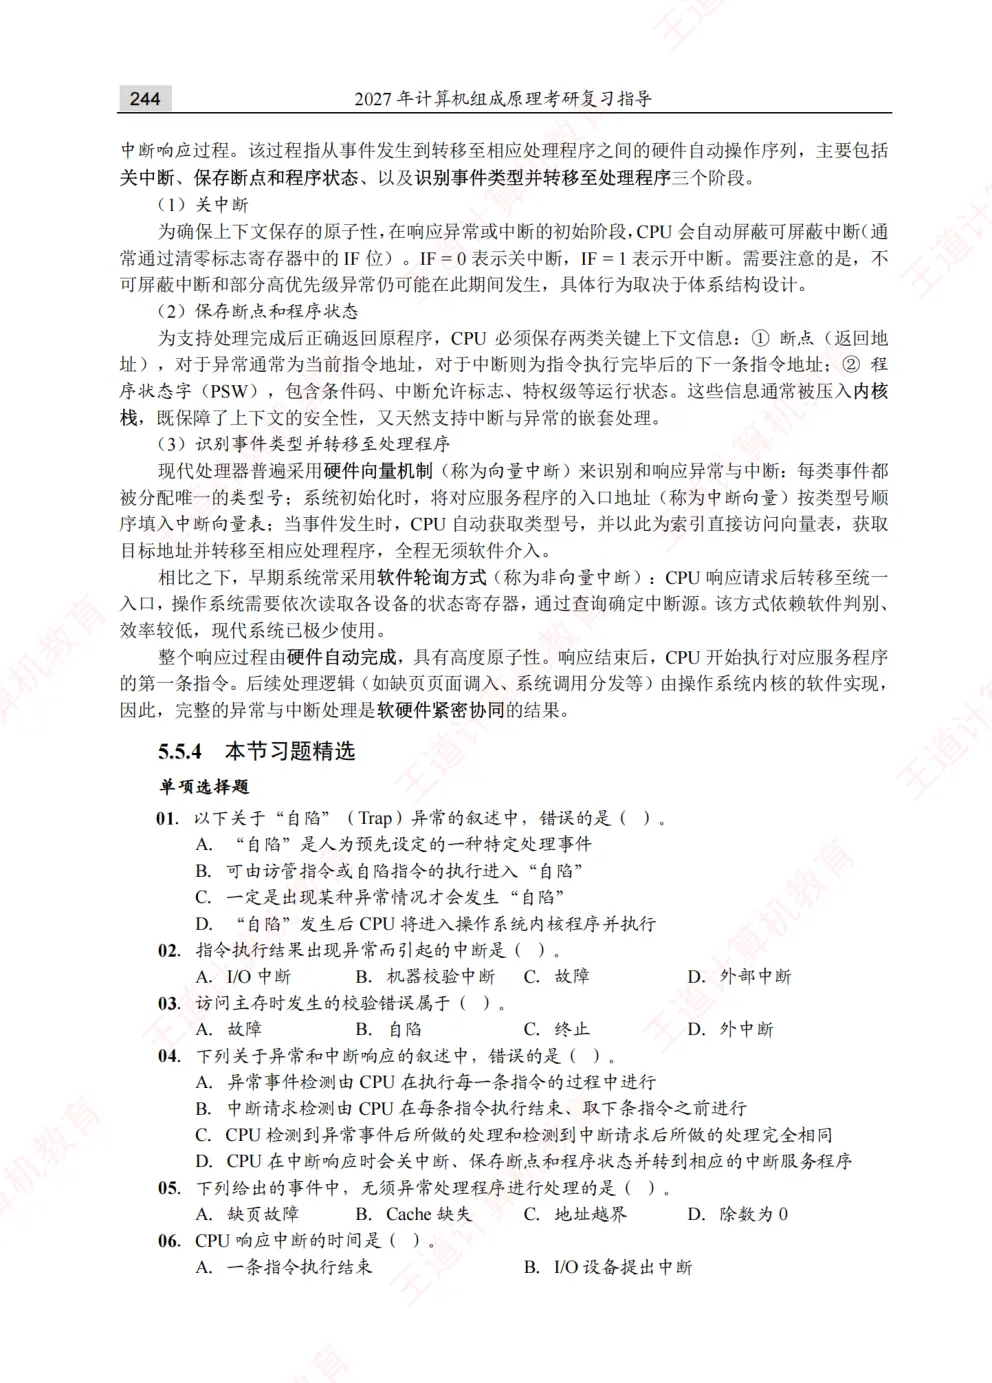 244
2027 年计算机组成原理考研复习指导
中断响应过程。该过程指从事件发生到转移至相应处理程序之间的硬件自动操作序列，主要包括
关中断、保存断点和程序状态、以及识别事件类型并转移至处理程序三个阶段。
（1）关中断
为确保上下文保存的原子性，在响应异常或中断的初始阶段，CPU 会自动屏蔽可屏蔽中断（通
常通过清零标志寄存器中的 IF 位）。IF = 0 表示关中断，IF = 1 表示开中断。需要注意的是，不
可屏蔽中断和部分高优先级异常仍可能在此期间发生，具体行为取决于体系结构设计。
（2）保存断点和程序状态
为支持处理完成后正确返回原程序，CPU 必须保存两类关键上下文信息：① 断点（返回地
址），对于异常通常为当前指令地址，对于中断则为指令执行完毕后的下一条指令地址；② 程
序状态字（PSW），包含条件码、中断允许标志、特权级等运行状态。这些信息通常被压入内核
栈，既保障了上下文的安全性，又天然支持中断与异常的嵌套处理。
（3）识别事件类型并转移至处理程序
现代处理器普遍采用硬件向量机制（称为向量中断）来识别和响应异常与中断：每类事件都
被分配唯一的类型号；系统初始化时，将对应服务程序的入口地址（称为中断向量）按类型号顺
序填入中断向量表；当事件发生时，CPU 自动获取类型号，并以此为索引直接访问向量表，获取
目标地址并转移至相应处理程序，全程无须软件介入。
相比之下，早期系统常采用软件轮询方式（称为非向量中断）：CPU 响应请求后转移至统一
入口，操作系统需要依次读取各设备的状态寄存器，通过查询确定中断源。该方式依赖软件判别、
效率较低，现代系统已极少使用。
整个响应过程由硬件自动完成，具有高度原子性。响应结束后，CPU 开始执行对应服务程序
的第一条指令。后续处理逻辑（如缺页页面调入、系统调用分发等）由操作系统内核的软件实现，
因此，完整的异常与中断处理是软硬件紧密协同的结果。
5.5.4 本节习题精选
单项选择题
01. 以下关于“自陷”（Trap）异常的叙述中，错误的是（ ）。
A. “自陷”是人为预先设定的一种特定处理事件
B. 可由访管指令或自陷指令的执行进入“自陷”
C. 一定是出现某种异常情况才会发生“自陷”
D. “自陷”发生后 CPU 将进入操作系统内核程序并执行
02. 指令执行结果出现异常而引起的中断是（ ）。
A. I/O 中断 B. 机器校验中断 C. 故障 D. 外部中断
03. 访问主存时发生的校验错误属于（ ）。
A. 故障 B. 自陷 C. 终止 D. 外中断
04. 下列关于异常和中断响应的叙述中，错误的是（ ）。
A. 异常事件检测由 CPU 在执行每一条指令的过程中进行
B. 中断请求检测由 CPU 在每条指令执行结束、取下条指令之前进行
C. CPU 检测到异常事件后所做的处理和检测到中断请求后所做的处理完全相同
D. CPU 在中断响应时会关中断、保存断点和程序状态并转到相应的中断服务程序
05. 下列给出的事件中，无须异常处理程序进行处理的是（ ）。
A. 缺页故障 B. Cache 缺失 C. 地址越界 D. 除数为 0
06. CPU 响应中断的时间是（ ）。
A. 一条指令执行结束 B. I/O 设备提出中断